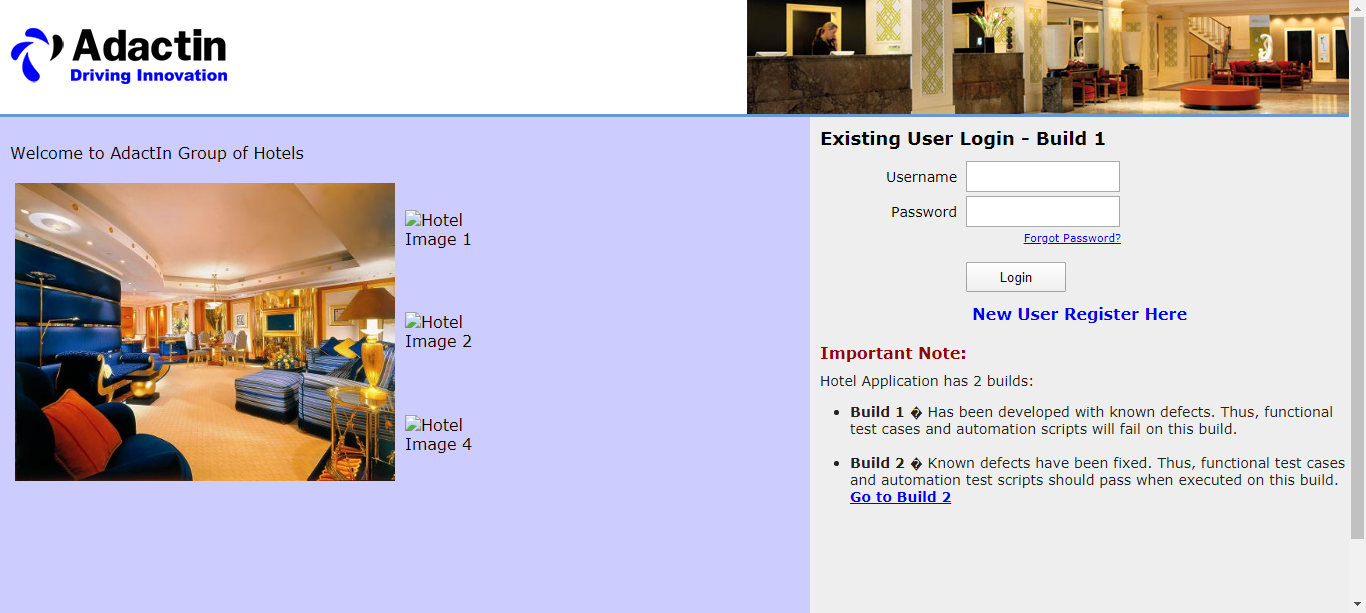 Adactin
Driving Innovation
Welcome to AdactIn Group of Hotels
Hotel
Image 1
Hotel
Image 2
Hotel
Image 4
Existing User Login - Build 1
Username
Password
Forgot Password?
Login
New User Register Here
Important Note:
Hotel Application has 2 builds:
• Build 1 � Has been developed with known defects. Thus, functional
test cases and automation scripts will fail on this build.
• Build 2 � Known defects have been fixed. Thus, functional test cases
and automation test scripts should pass when executed on this build.
Go to Build 2